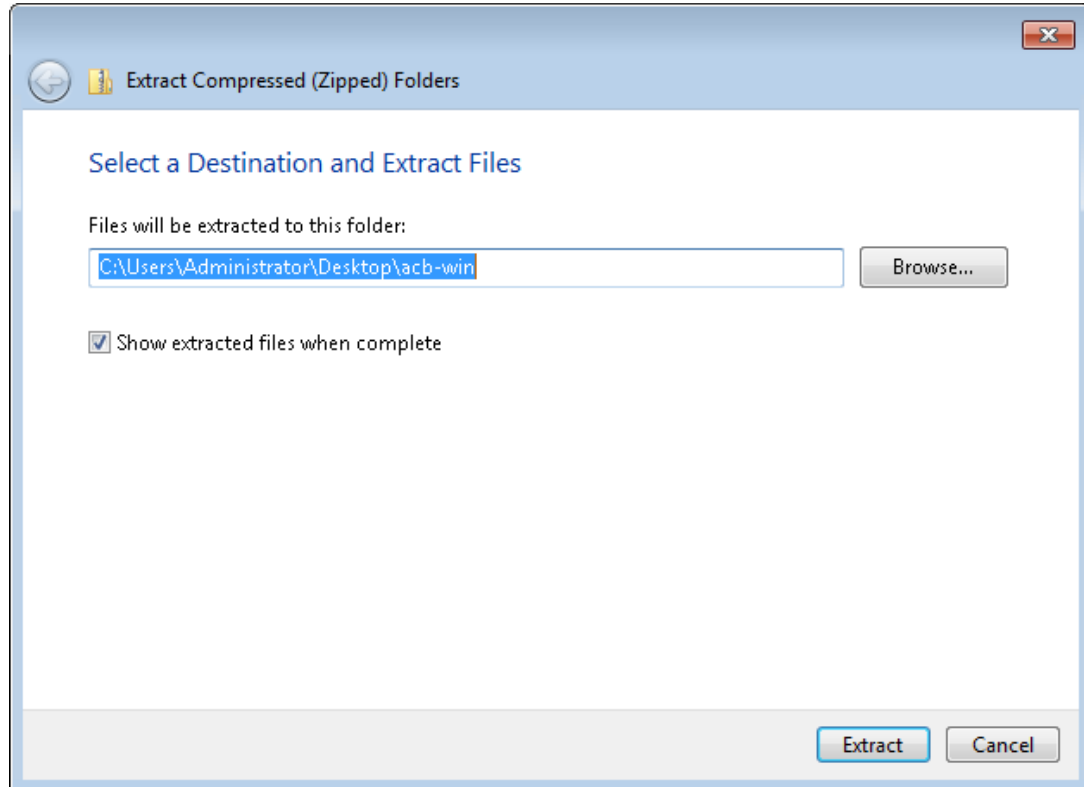 Extract Compressed (Zipped) Folders
Select a Destination and Extract Files
Files will be extracted to this folder:
C:\Users\Administrator\Desktop\acb-win
Browse...
Show extracted files when complete
Extract
Cancel